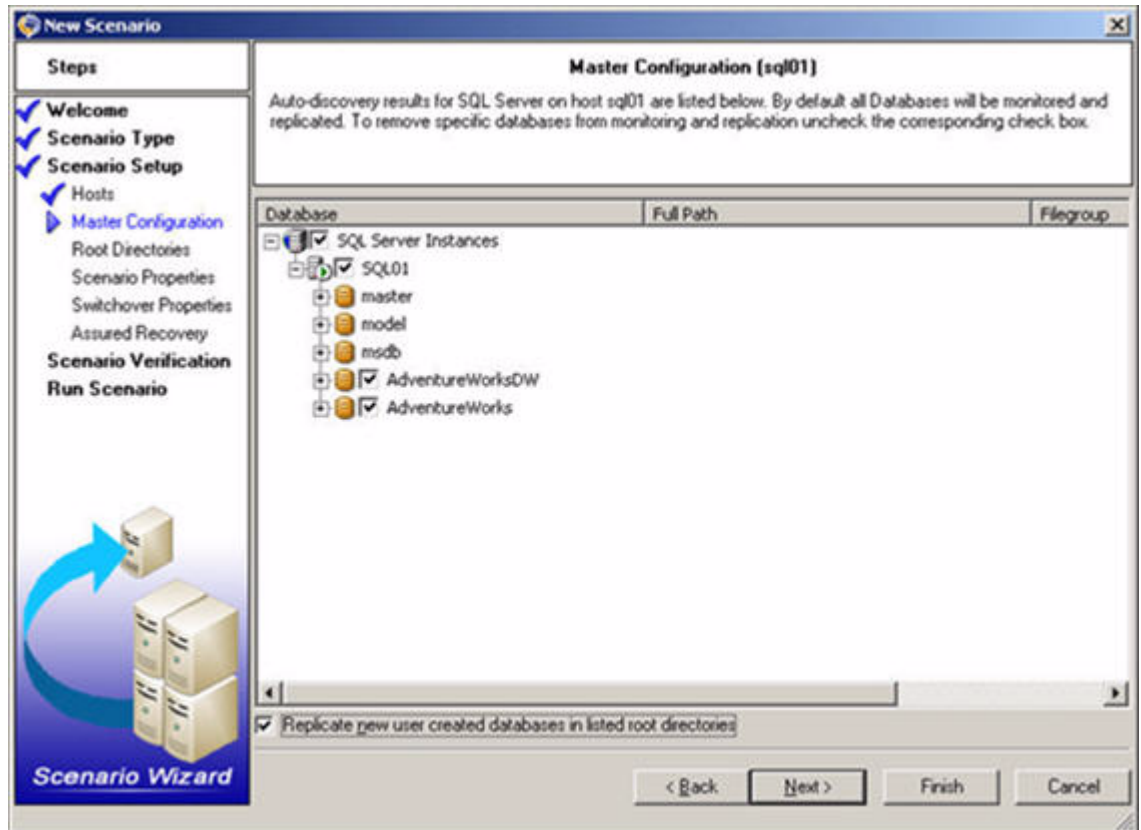 New Scenario
Steps
Welcome
Scenario Type
Scenario Setup
Hosts
Master Configuration
Root Directories
Scenario Properties
Switchover Properties
Assured Recovery
Scenario Verification
Run Scenario
Scenario Wizard
Master Configuration (sql01)
Auto-discovery results for SQL Server on host sql01 are listed below. By default all Databases will be monitored and
replicated. To remove specific databases from monitoring and replication uncheck the corresponding check box.
Database Full Path Filegroup
SQL Server Instances
SQL01
master
model
msdb
AdventureWorksDW
AdventureWorks
Replicate new user created databases in listed root directories
< Back Next > Finish Cancel